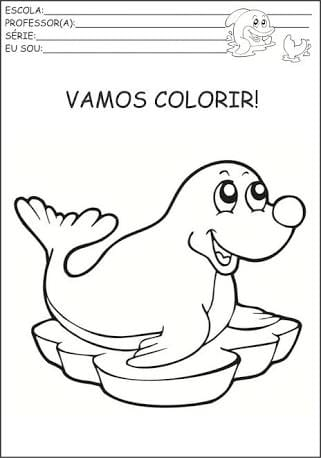 ESCOLA:
PROFESSOR(A):
SÉRIE:
EU SOU:
VAMOS COLORIR!